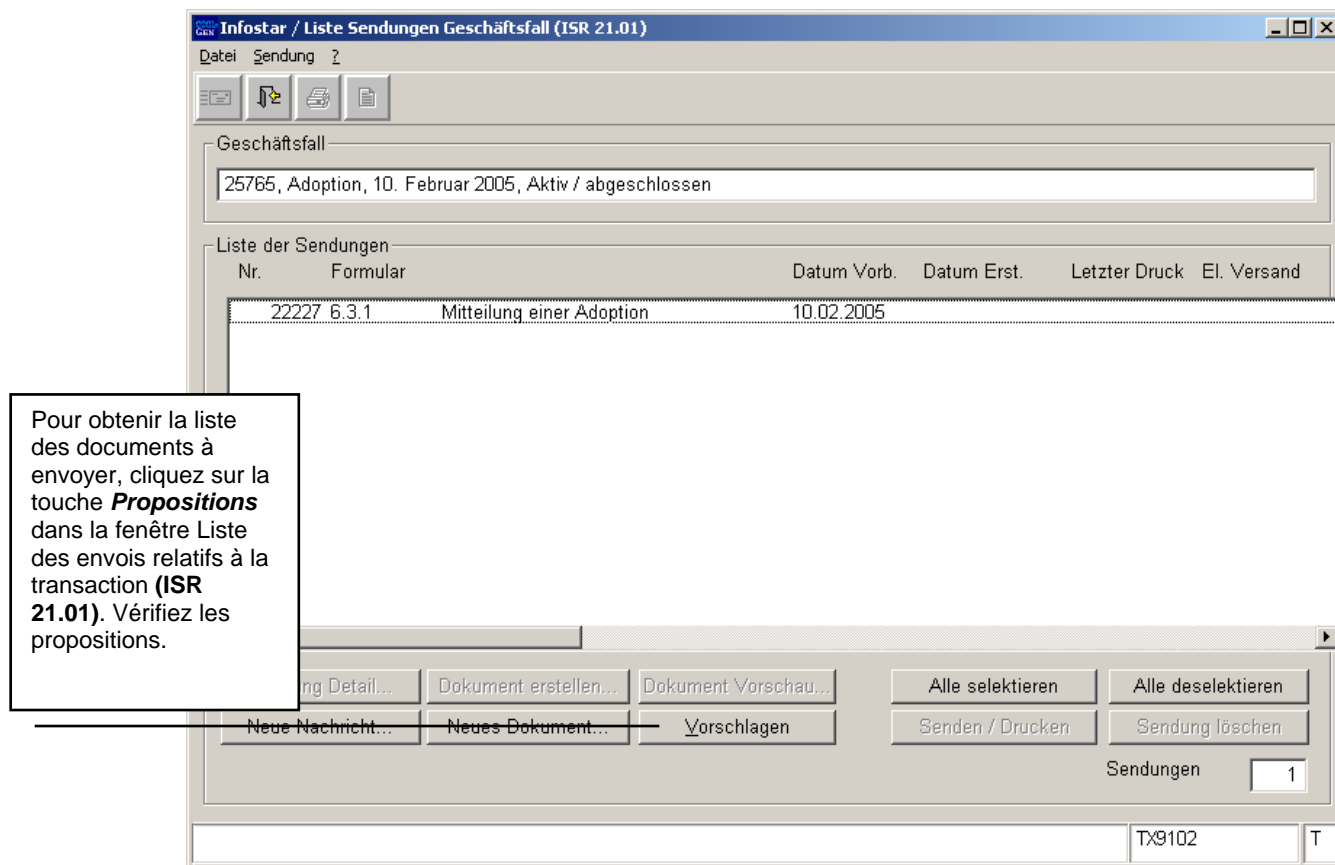 Infostar / Liste Sendungen Geschäftsfall (ISR 21.01)
Datei Sendung ?
Geschäftsfall
25765, Adoption, 10. Februar 2005, Aktiv / abgeschlossen
Liste der Sendungen
Nr. Formular Datum Vorb. Datum Erst. Letzter Druck El. Versand
22227 6.3.1 Mitteilung einer Adoption 10.02.2005
Pour obtenir la liste
des documents à
envoyer, cliquez sur la
touche Propositions
dans la fenêtre Liste
des envois relatifs à la
transaction (ISR
21.01). Vérifiez les
propositions.
ng Detail... Dokument erstellen... Dokument Vorschau... Alle selektieren Alle deselektieren
Neue Nachricht... Neues Dokument... Vorschlagen Senden / Drucken Sendung löschen
Sendungen 1
TX9102 T